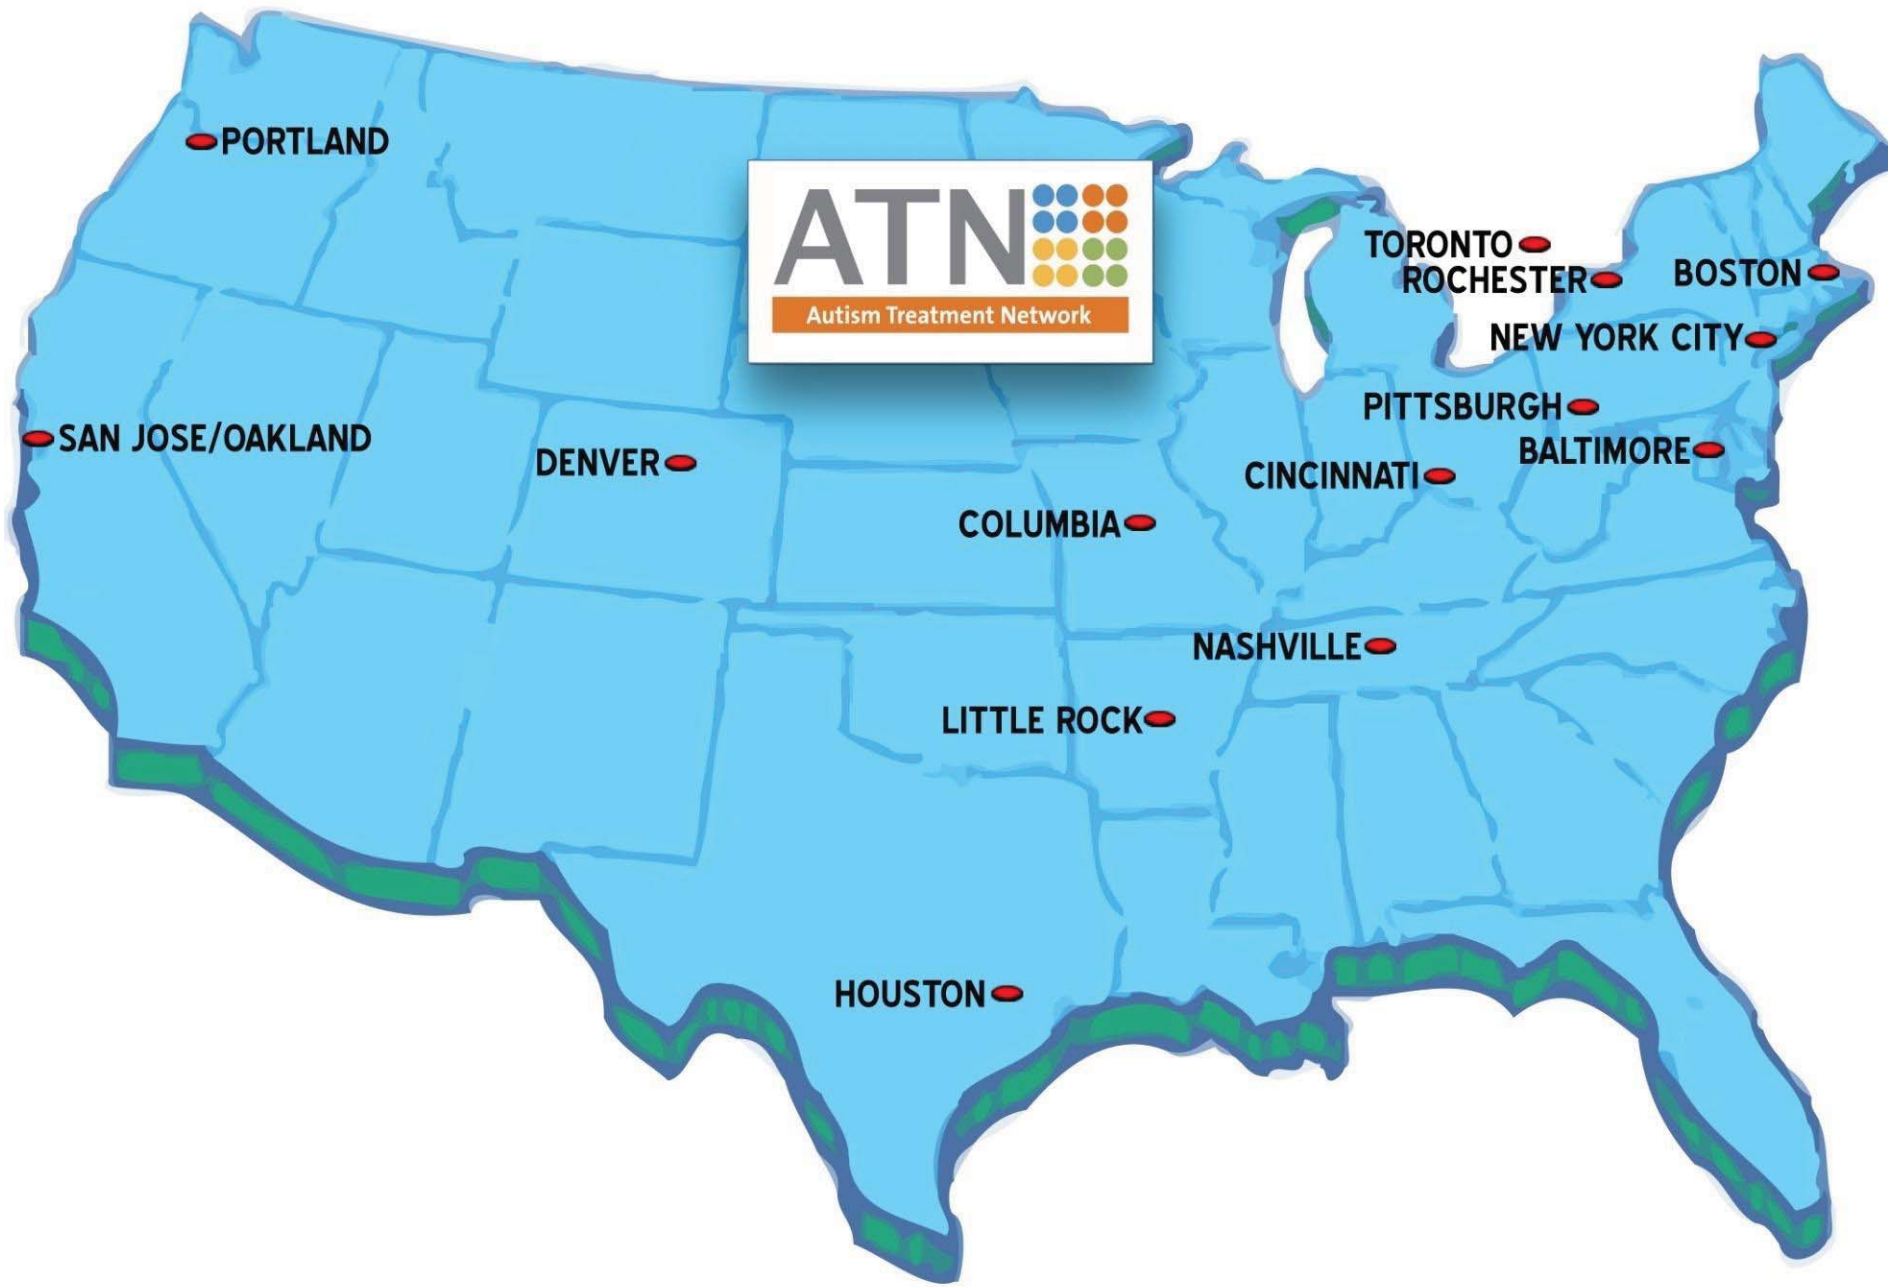 PORTLAND
ATN
Autism Treatment Network
TORONTO
ROCHESTER
BOSTON
NEW YORK CITY
PITTSBURGH
SAN JOSE/OAKLAND
BALTIMORE
DENVER
CINCINNATI
COLUMBIA
NASHVILLE
LITTLE ROCK
HOUSTON